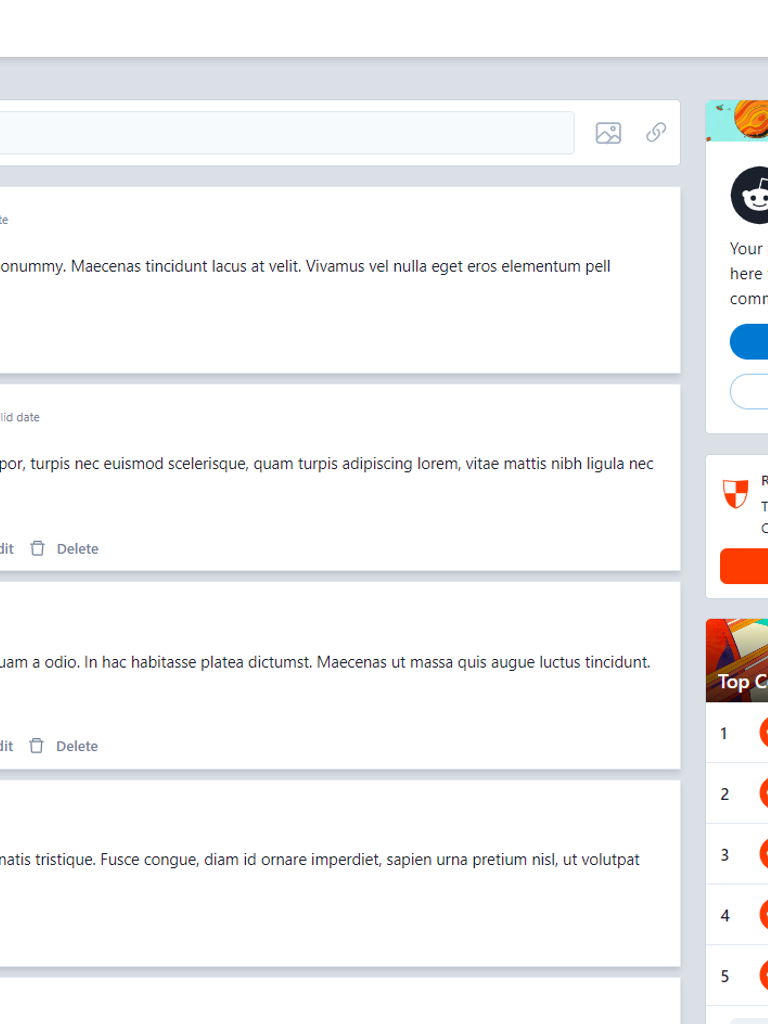 te
onummy. Maecenas tincidunt lacus at velit. Vivamus vel nulla eget eros elementum pell
lid date
por, turpis nec euismod scelerisque, quam turpis adipiscing lorem, vitae mattis nibh ligula nec
dit Delete
uam a odio. In hac habitasse platea dictumst. Maecenas ut massa quis augue luctus tincidunt.
dit Delete
natis tristique. Fusce congue, diam id ornare imperdiet, sapien urna pretium nisl, ut volutpat
Your
here
comm
R
T
C
Top C
1
2
3
4
5